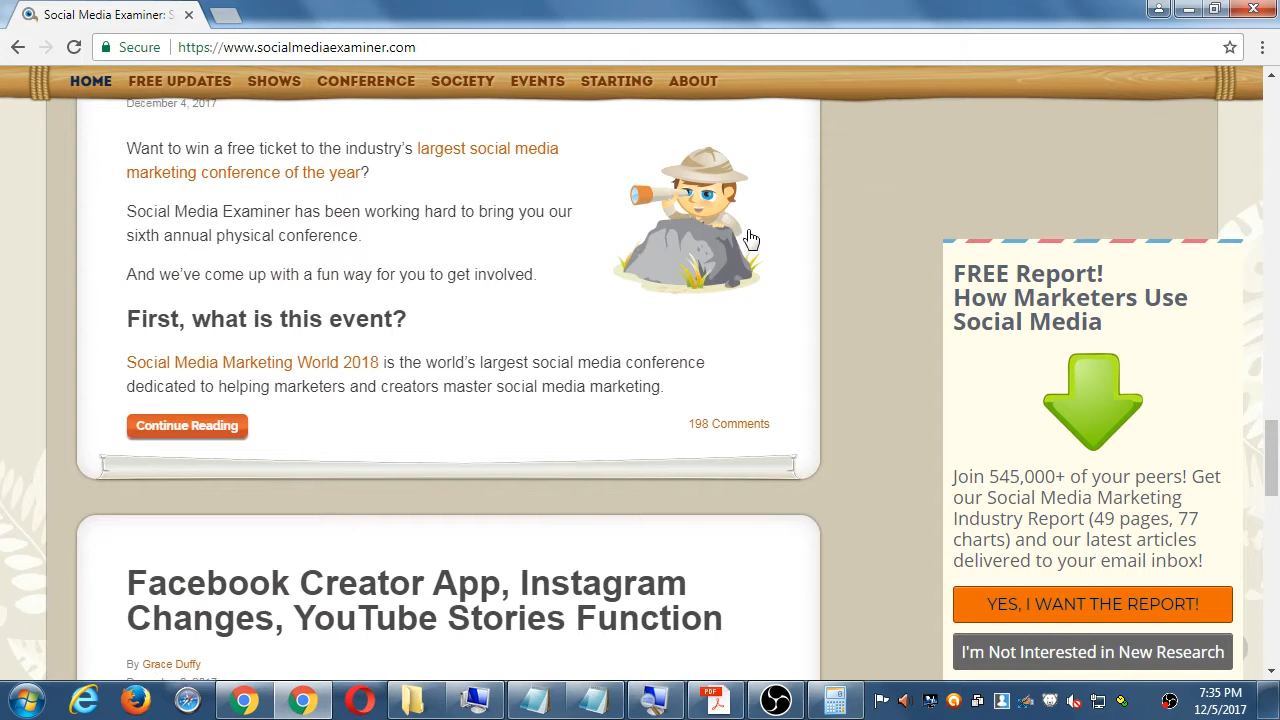 Social Media Examiner: S
Secure
https://www.socialmediaexaminer.com
HOME FREE UPDATES SHOWS CONFERENCE SOCIETY EVENTS STARTING ABOUT
December 4, 2017
Want to win a free ticket to the industry's largest social media
marketing conference of the year?
Social Media Examiner has been working hard to bring you our
sixth annual physical conference.
And we've come up with a fun way for you to get involved.
First, what is this event?
Social Media Marketing World 2018 is the world's largest social media conference
dedicated to helping marketers and creators master social media marketing.
Continue Reading
198 Comments
Facebook Creator App, Instagram
Changes, YouTube Stories Function
By Grace Duffy
FREE Report!
How Marketers Use
Social Media
Join 545,000+ of your peers! Get
our Social Media Marketing
Industry Report (49 pages, 77
charts) and our latest articles
delivered to your email inbox!
YES, I WANT THE REPORT!
I'm Not Interested in New Research
PDF
7:35 PM
12/5/2017